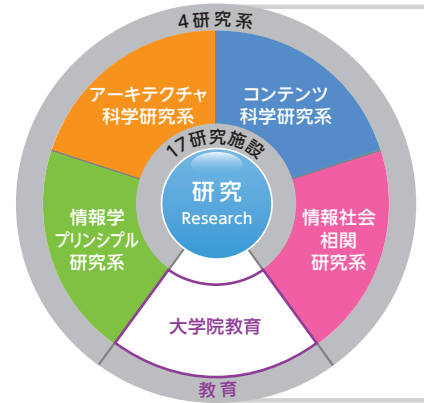 4研究系
アーキテクチャ
科学研究系
コンテンツ
科学研究系
17研究施設
研究
Research
情報学
プリンシプル
研究系
情報社会
相関
研究系
大学院教育
教育